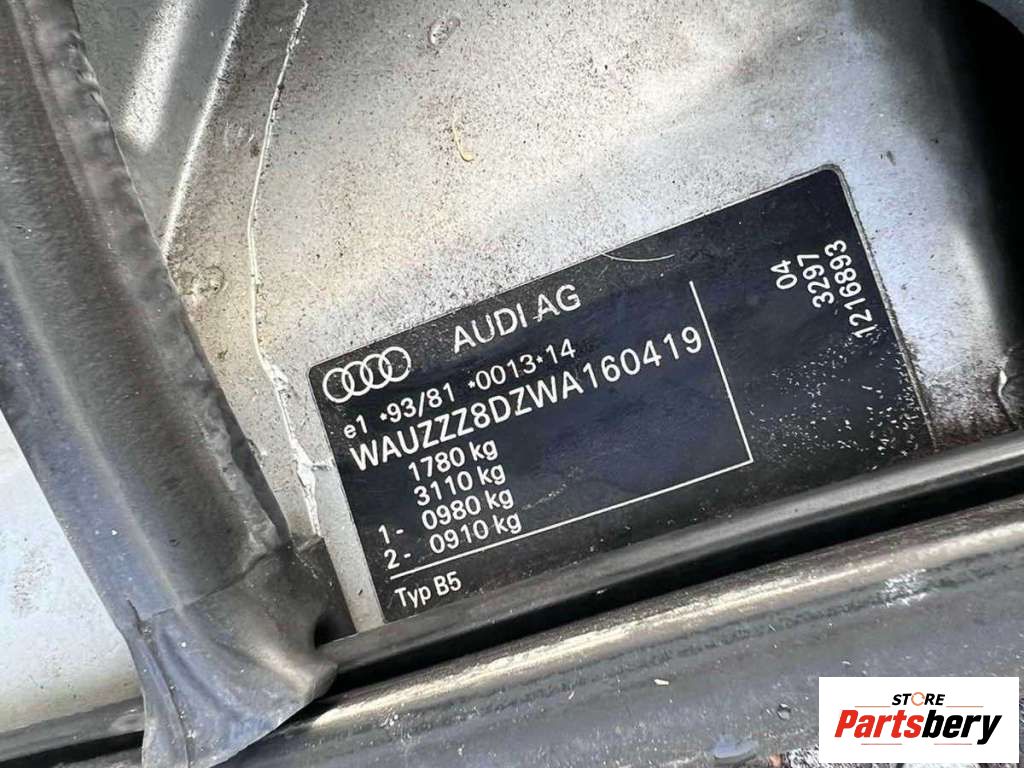 AUDI AG
e1 *93/81 *0013*14
WAUZZZ8DZWA160419
1780 kg
3110 kg
1- 0980 kg
2- 0910 kg
Typ B5
04
3297
1216893
STORE
Partsbery